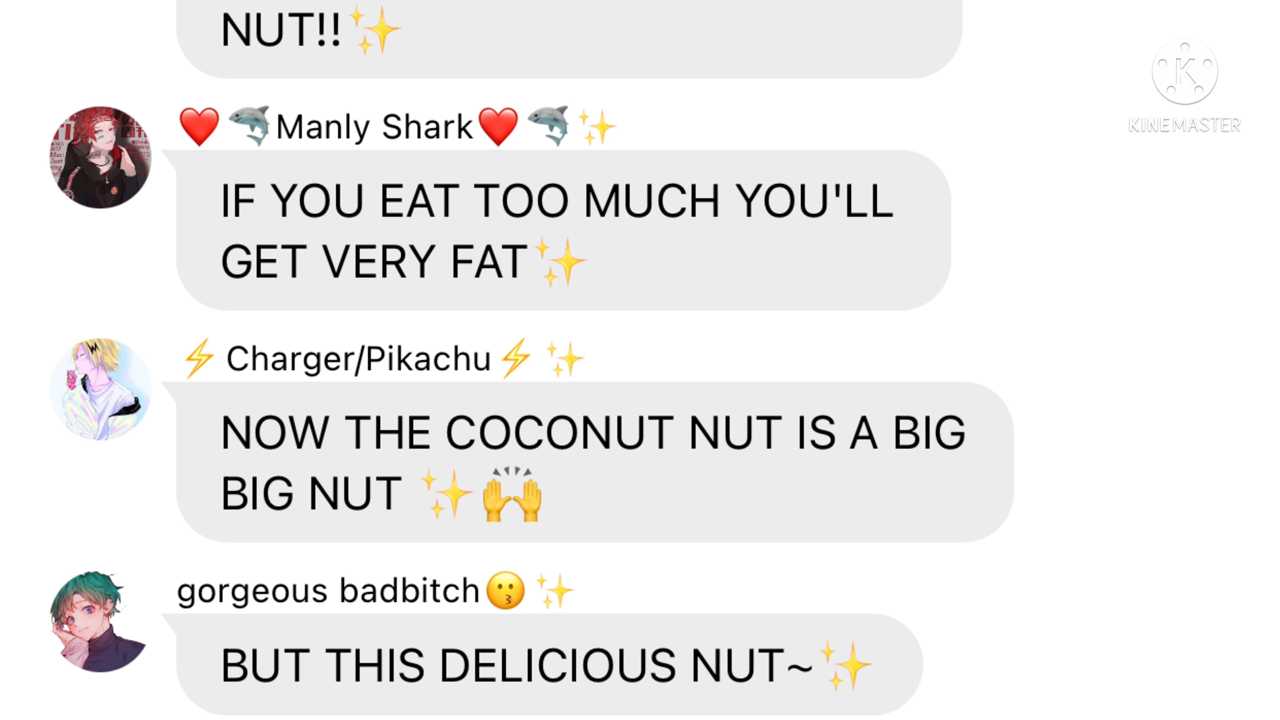 NUT!!✨
❤️🦈Manly Shark❤️🦈✨
IF YOU EAT TOO MUCH YOU'LL
GET VERY FAT✨
⚡Charger/Pikachu⚡✨
NOW THE COCONUT NUT IS A BIG
BIG NUT ✨🙌
gorgeous badbitch😗✨
BUT THIS DELICIOUS NUT~✨
K
KINEMASTER